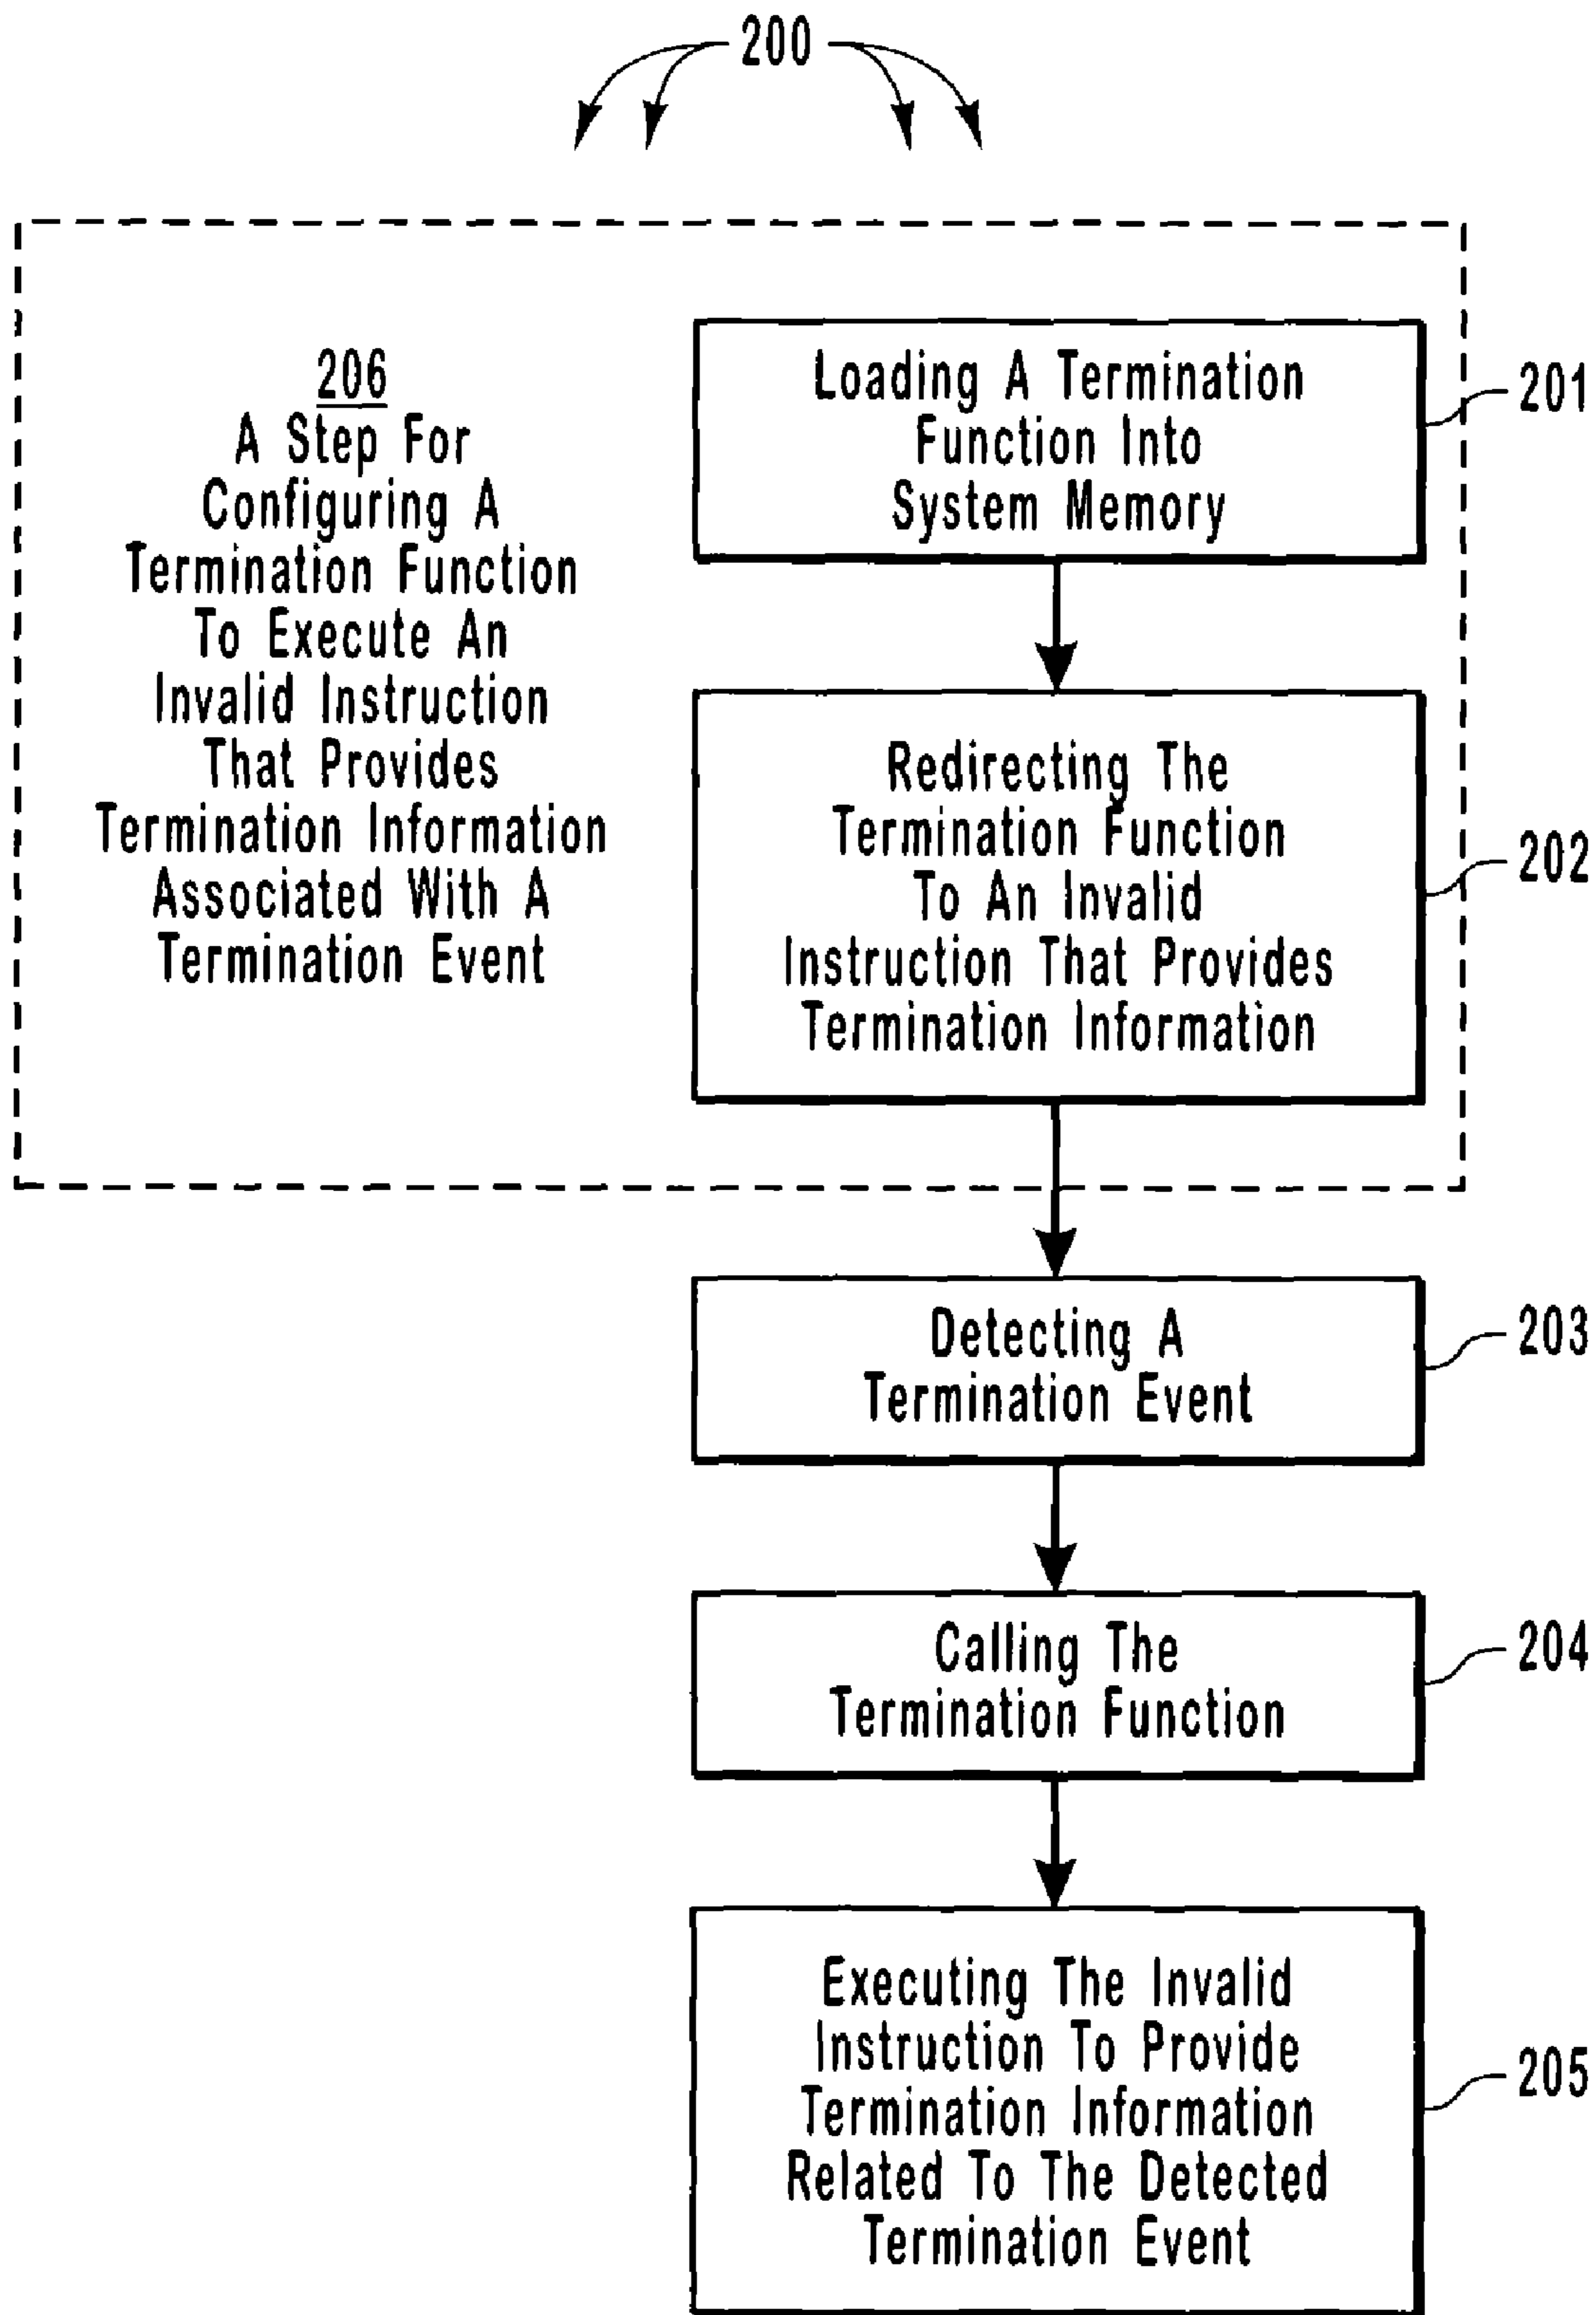 200
206
A Step For
Configuring A
Termination Function
To Execute An
Invalid Instruction
That Provides
Termination Information
Associated With A
Termination Event
Loading A Termination
Function Into
System Memory
201
Redirecting The
Termination Function
To An Invalid
Instruction That Provides
Termination Information
202
Detecting A
Termination Event
203
Calling The
Termination Function
204
Executing The Invalid
Instruction To Provide
Termination Information
Related To The Detected
Termination Event
205